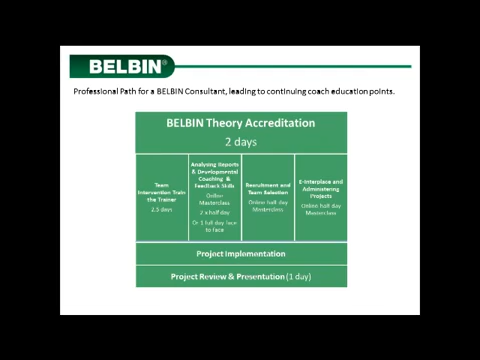 BELBIN®
Professional Path for a BELBIN Consultant, leading to continuing coach education points.
BELBIN Theory Accreditation
2 days
Team
Intervention Train
the Trainer
2.5 days
Analysing Reports
& Developmental
Coaching &
Feedback Skills
Online
Masterclass
2 x half day
Or 1 full day face
to face
Recruitment and
Team Selection
Online half day
Masterclass
E-Interplace and
Administering
Projects
Online half day
Masterclass
Project Implementation
Project Review & Presentation (1 day)